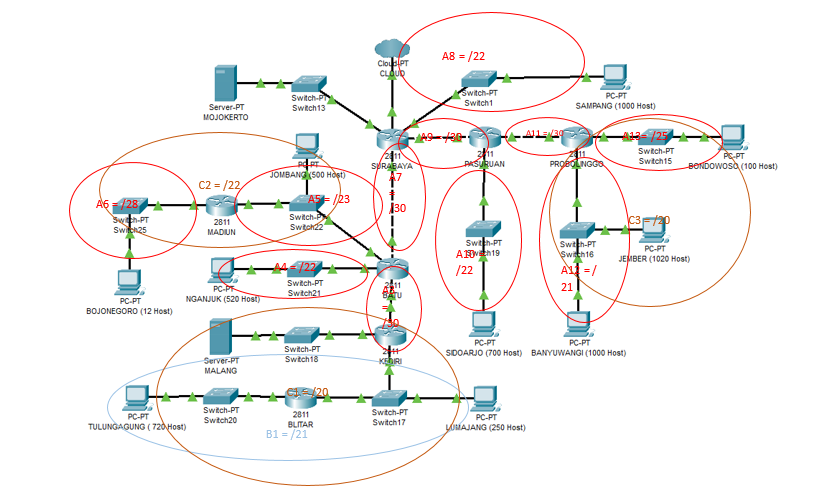 A8 = /22
Cloud-PT
CLOUD
Switch-PT
Switch1
PC-PT
SAMPANG (1000 Host)
Server-PT
MOJOKERTO
Switch-PT
Switch13
2811
SURABAYA
A9 = /30
2811
PASURUAN
A11 = /30
2811
PROBOLINGGO
A13 = /25
Switch-PT
Switch15
PC-PT
BONDOWOSO (100 Host)
PC-PT
JOMBANG (500 Host)
C2 = /22
A7
=
/30
A6 = /28
Switch-PT
Switch25
2811
MADIUN
A5 = /23
Switch-PT
Switch22
C3 = /20
Switch-PT
Switch16
PC-PT
JEMBER (1020 Host)
Switch-PT
A10
/22
A12 = /
21
A4 = /22
PC-PT
NGANJUK (520 Host)
Switch-PT
Switch21
2811
BATU
PC-PT
BOJONEGORO (12 Host)
=
/30
2811
KEDIRI
PC-PT
SIDOARJO (700 Host)
PC-PT
BANYUWANGI (1000 Host)
Server-PT
MALANG
Switch-PT
Switch18
C1 = /20
PC-PT
TULUNGAGUNG ( 720 Host)
Switch-PT
Switch20
2811
BLITAR
Switch-PT
Switch17
PC-PT
LUMAJANG (250 Host)
B1 = /21